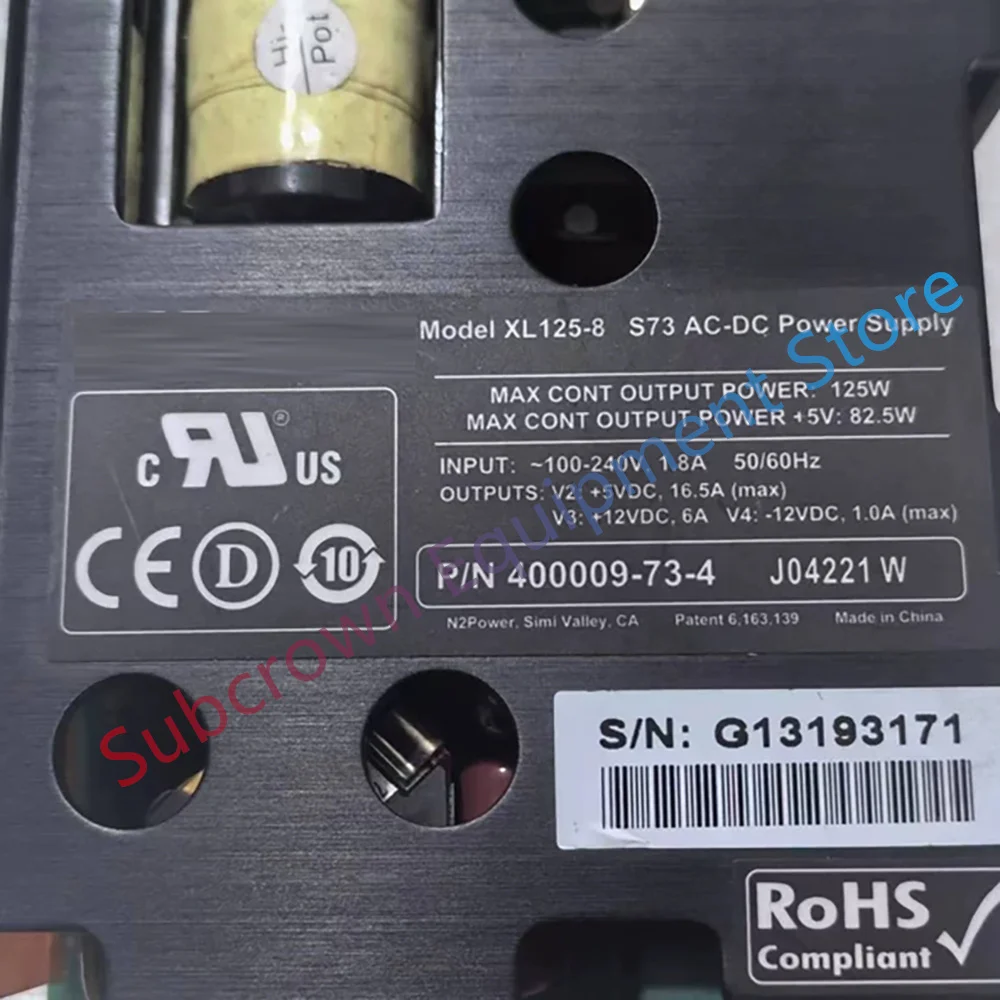 Hi-
Pot
Model XL125-8 S73 AC-DC Power Supply
MAX CONT OUTPUT POWER: 125W
MAX CONT OUTPUT POWER +5V: 82.5W
INPUT: ~100-240V, 1.8A 50/60Hz
OUTPUTS: V2: +5VDC, 16.5A (max)
V3: +12VDC, 6A V4: -12VDC, 1.0A (max)
C RU® US
CE D 10
P/N 400009-73-4 J04221 W
N2Power, Simi Valley, CA Patent 6,163,139 Made in China
Subcrown Equipment Store
S/N: G13193171
RoHS
Compliant